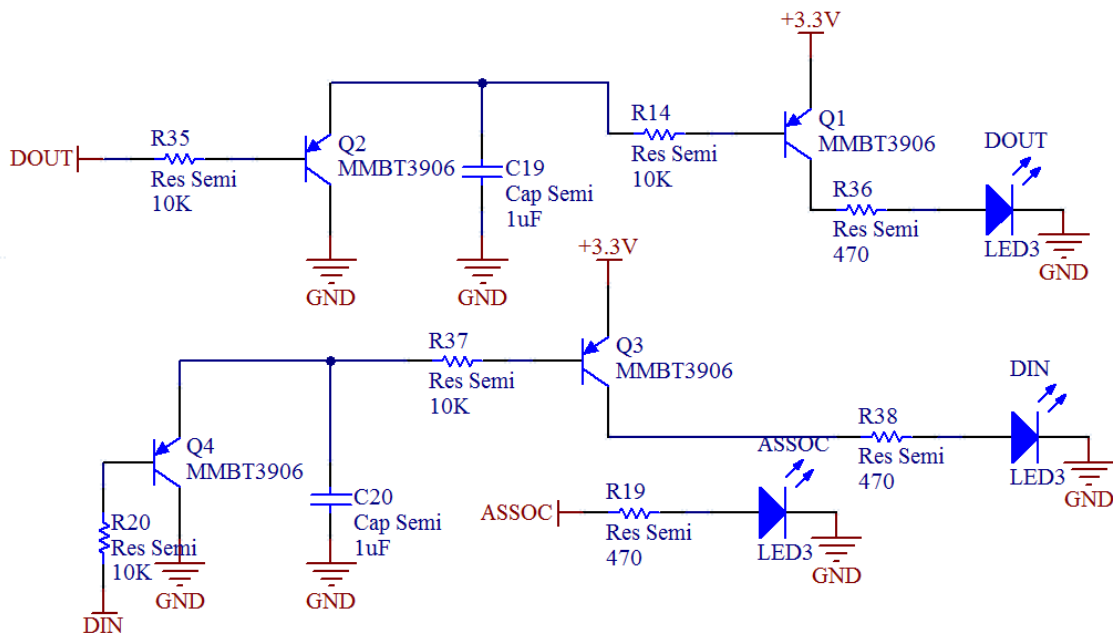 +3.3V
R35
Q2
R14
Q1
DOUT
DOUT
MMBT3906
C19
MMBT3906
Res Semi
Cap Semi
Res Semi
R36
10K
1uF
10K
Res Semi
LED3
+3.3V
470
GND
GND
GND
R37
Q3
DIN
Res Semi
MMBT3906
10K
R38
Q4
ASSOC
Res Semi
LED3
MMBT3906
470
C20
R19
GND
R20
Cap Semi
ASSOC
Res Semi
1uF
Res Semi
LED3
10K
470
GND
GND
GND
DIN